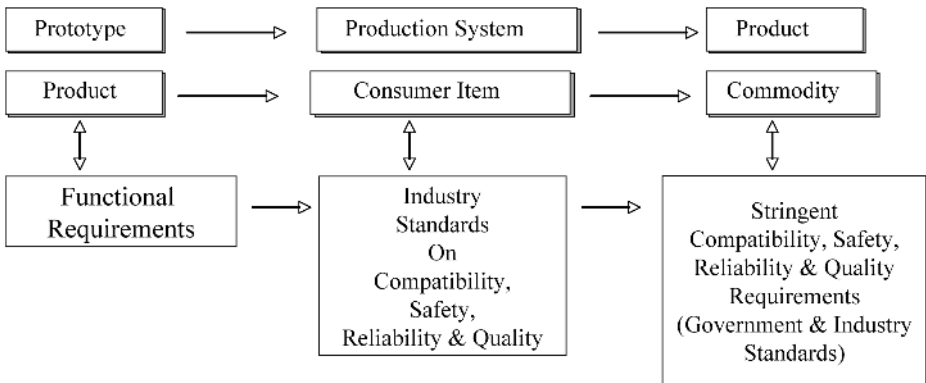 Prototype
Production System
Product
Product
Consumer Item
Commodity
Functional
Requirements
Industry
Standards
On
Compatibility,
Safety,
Reliability & Quality
Stringent
Compatibility, Safety,
Reliability & Quality
Requirements
(Government & Industry
Standards)